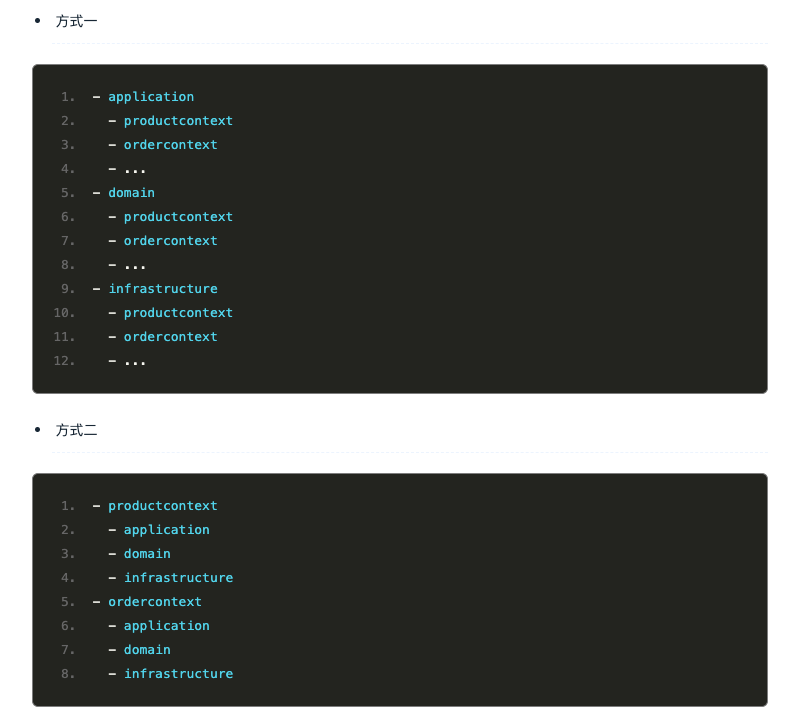 • 方式一
1. - application
2.   - productcontext
3.   - ordercontext
4.   - ...
5. - domain
6.   - productcontext
7.   - ordercontext
8.   - ...
9. - infrastructure
10.   - productcontext
11.   - ordercontext
12.   - ...
• 方式二
1. - productcontext
2.   - application
3.   - domain
4.   - infrastructure
5. - ordercontext
6.   - application
7.   - domain
8.   - infrastructure